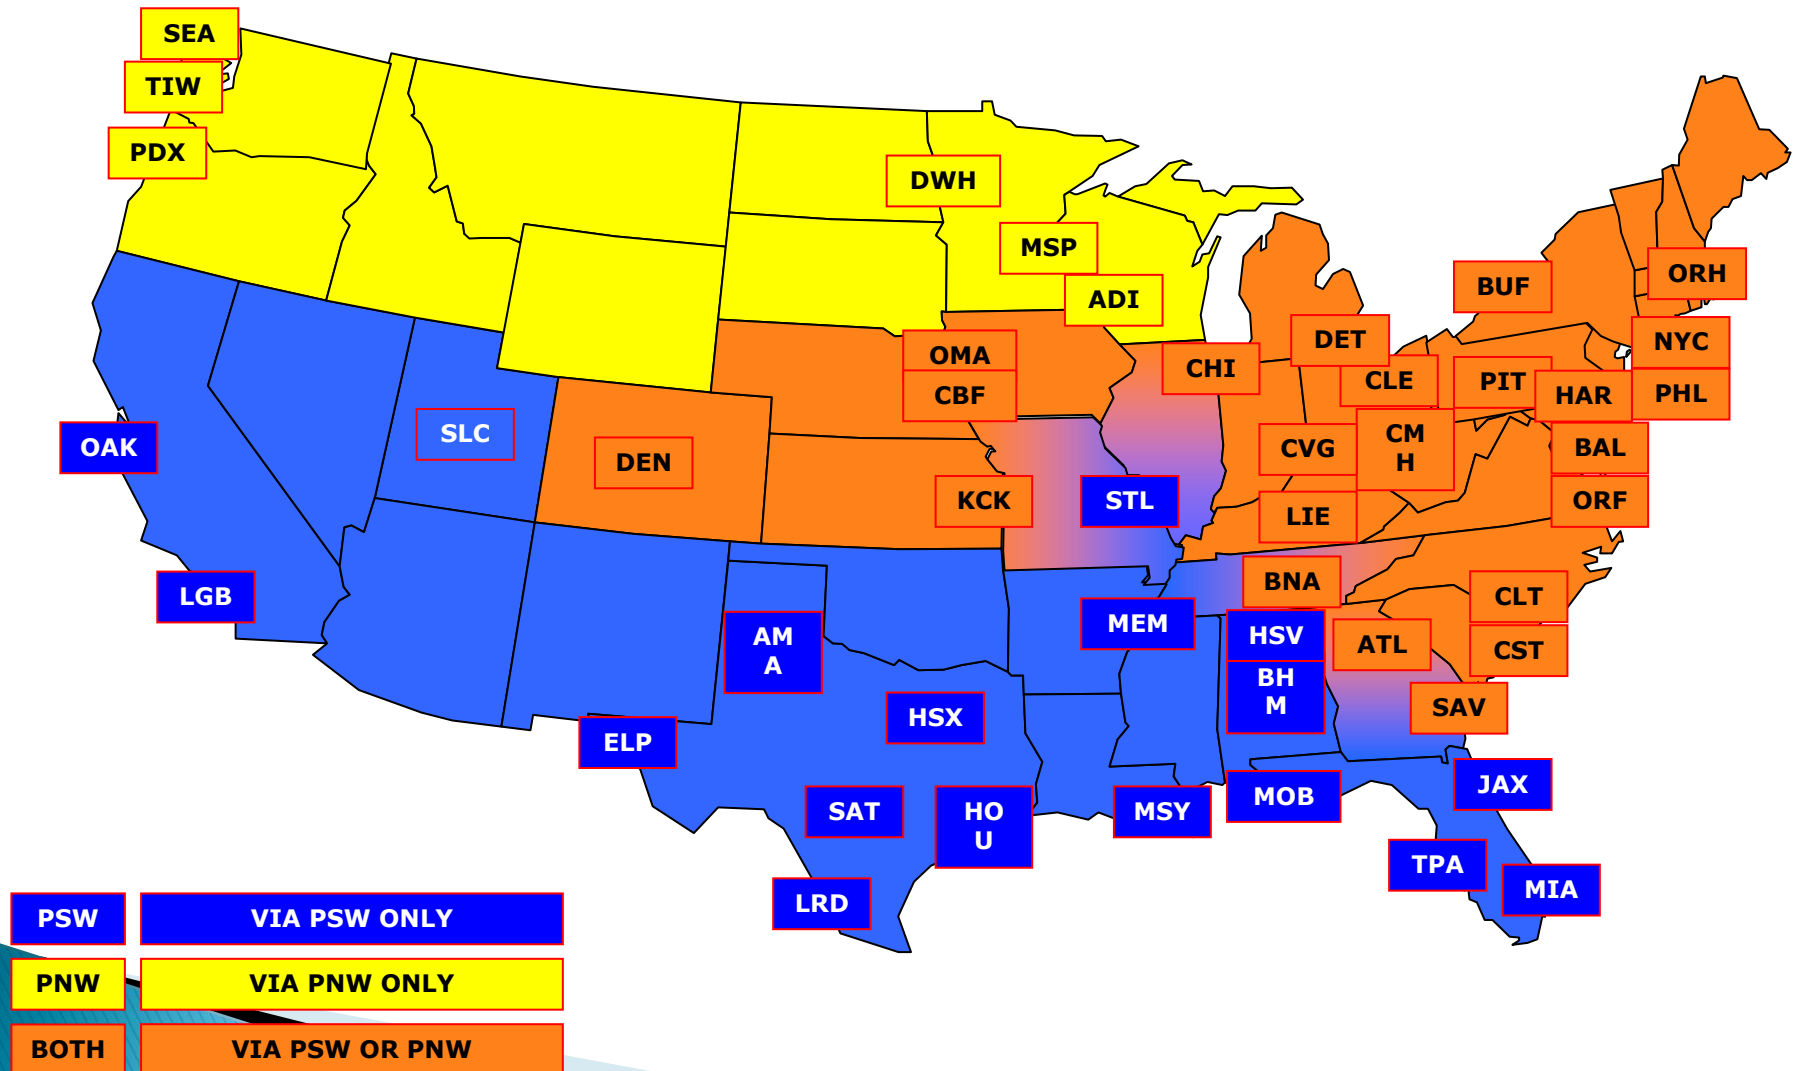 SEA
TIW
PDX
DWH
MSP
ADI
BUF
ORH
OMA
CBF
CHI
DET
CLE
PIT
HAR
NYC
PHL
OAK
SLC
DEN
KCK
STL
CVG
CM
H
BAL
ORF
LIE
LGB
AM
A
MEM
BNA
HSV
BH
M
ATL
CLT
CST
SAV
ELP
HSX
SAT
HO
U
MSY
MOB
JAX
TPA
MIA
LRD
PSW
VIA PSW ONLY
PNW
VIA PNW ONLY
BOTH
VIA PSW OR PNW